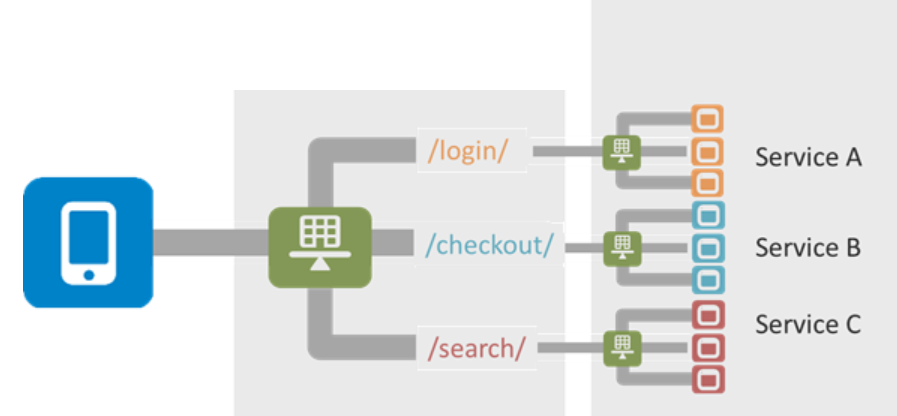 /login/
Service A
/checkout/
Service B
Service C
/search/